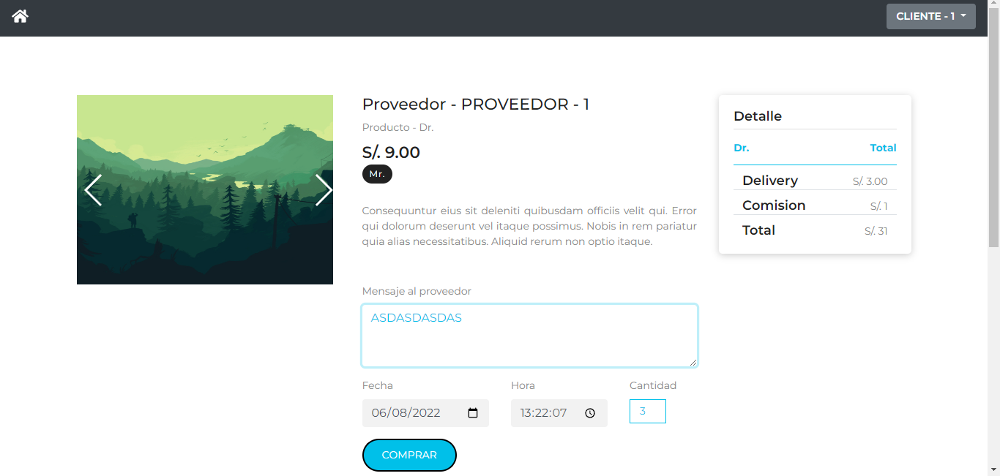 CLIENTE - 1
Proveedor - PROVEEDOR - 1
Producto - Dr.
S/. 9.00
Mr.
Consequuntur eius sit deleniti quibusdam officiis velit qui. Error
qui dolorum deserunt vel itaque possimus. Nobis in rem pariatur
quia alias necessitatibus. Aliquid rerum non optio itaque.
Mensaje al proveedor
ASDASDASDAS
Fecha
Hora
Cantidad
06/08/2022
13:22:07
3
COMPRAR
Detalle
Dr. Total
Delivery S/. 3.00
Comision S/. 1
Total S/. 31